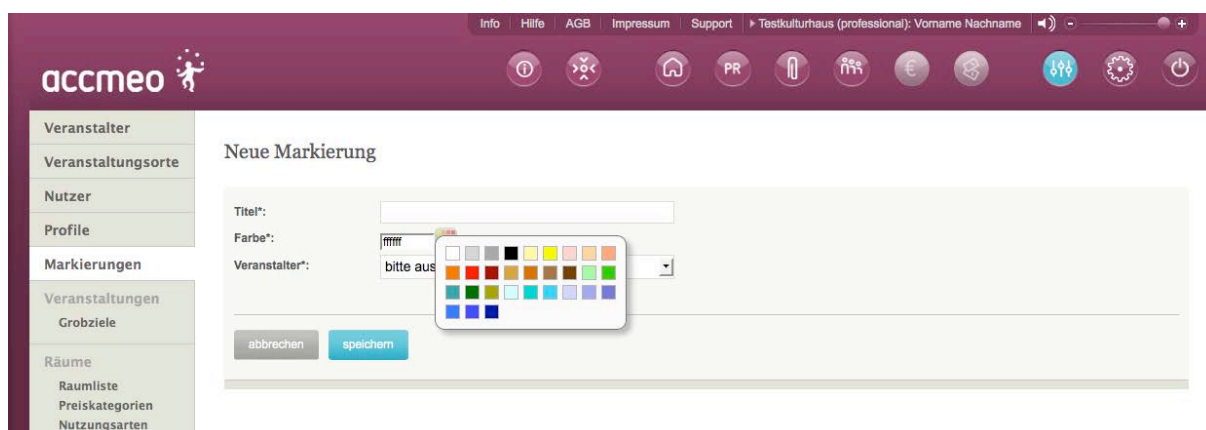 Info Hilfe AGB Impressum Support Testkulturhaus (professional): Vorname Nachname
accmeo
PR
€
Veranstalter
Veranstaltungsorte
Nutzer
Profile
Markierungen
Veranstaltungen
Grobziele
Räume
Raumliste
Preiskategorien
Nutzungsarten
Neue Markierung
Titel*:
Farbe*:
ffffff
Veranstalter*:
bitte aus
abbrechen
speichern